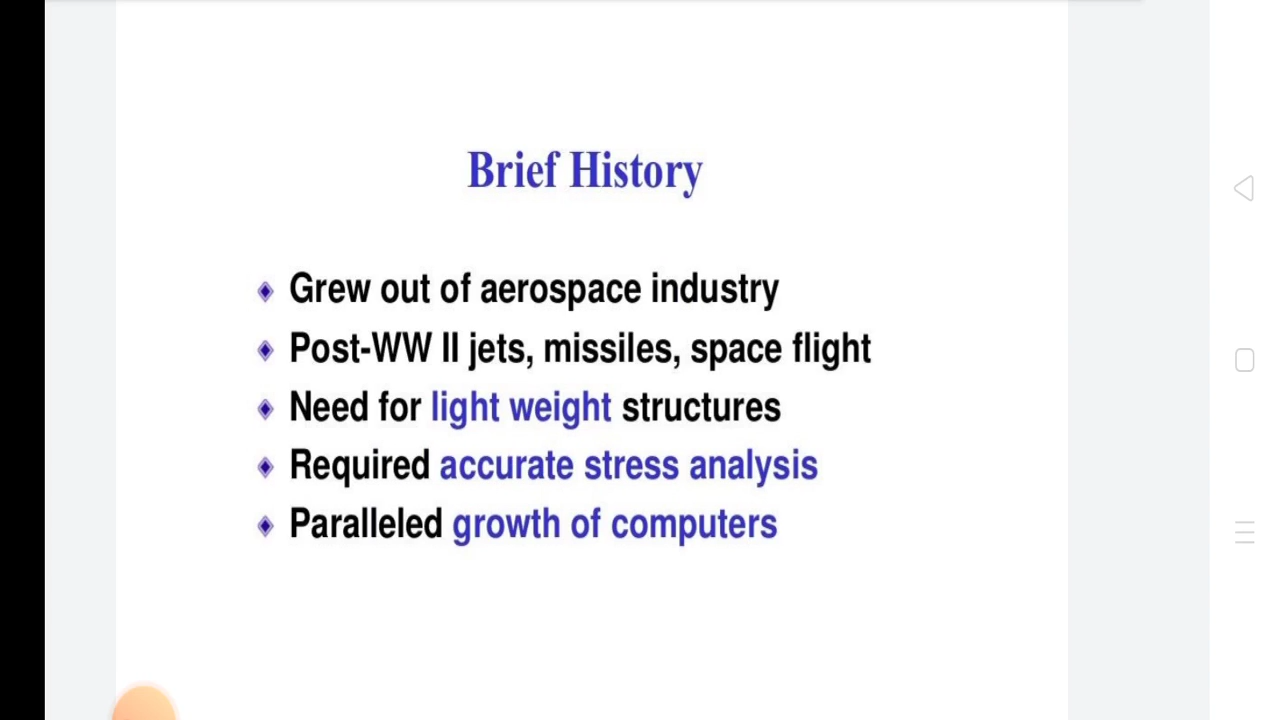 Brief History
Grew out of aerospace industry
Post-WW II jets, missiles, space flight
Need for light weight structures
Required accurate stress analysis
Paralleled growth of computers